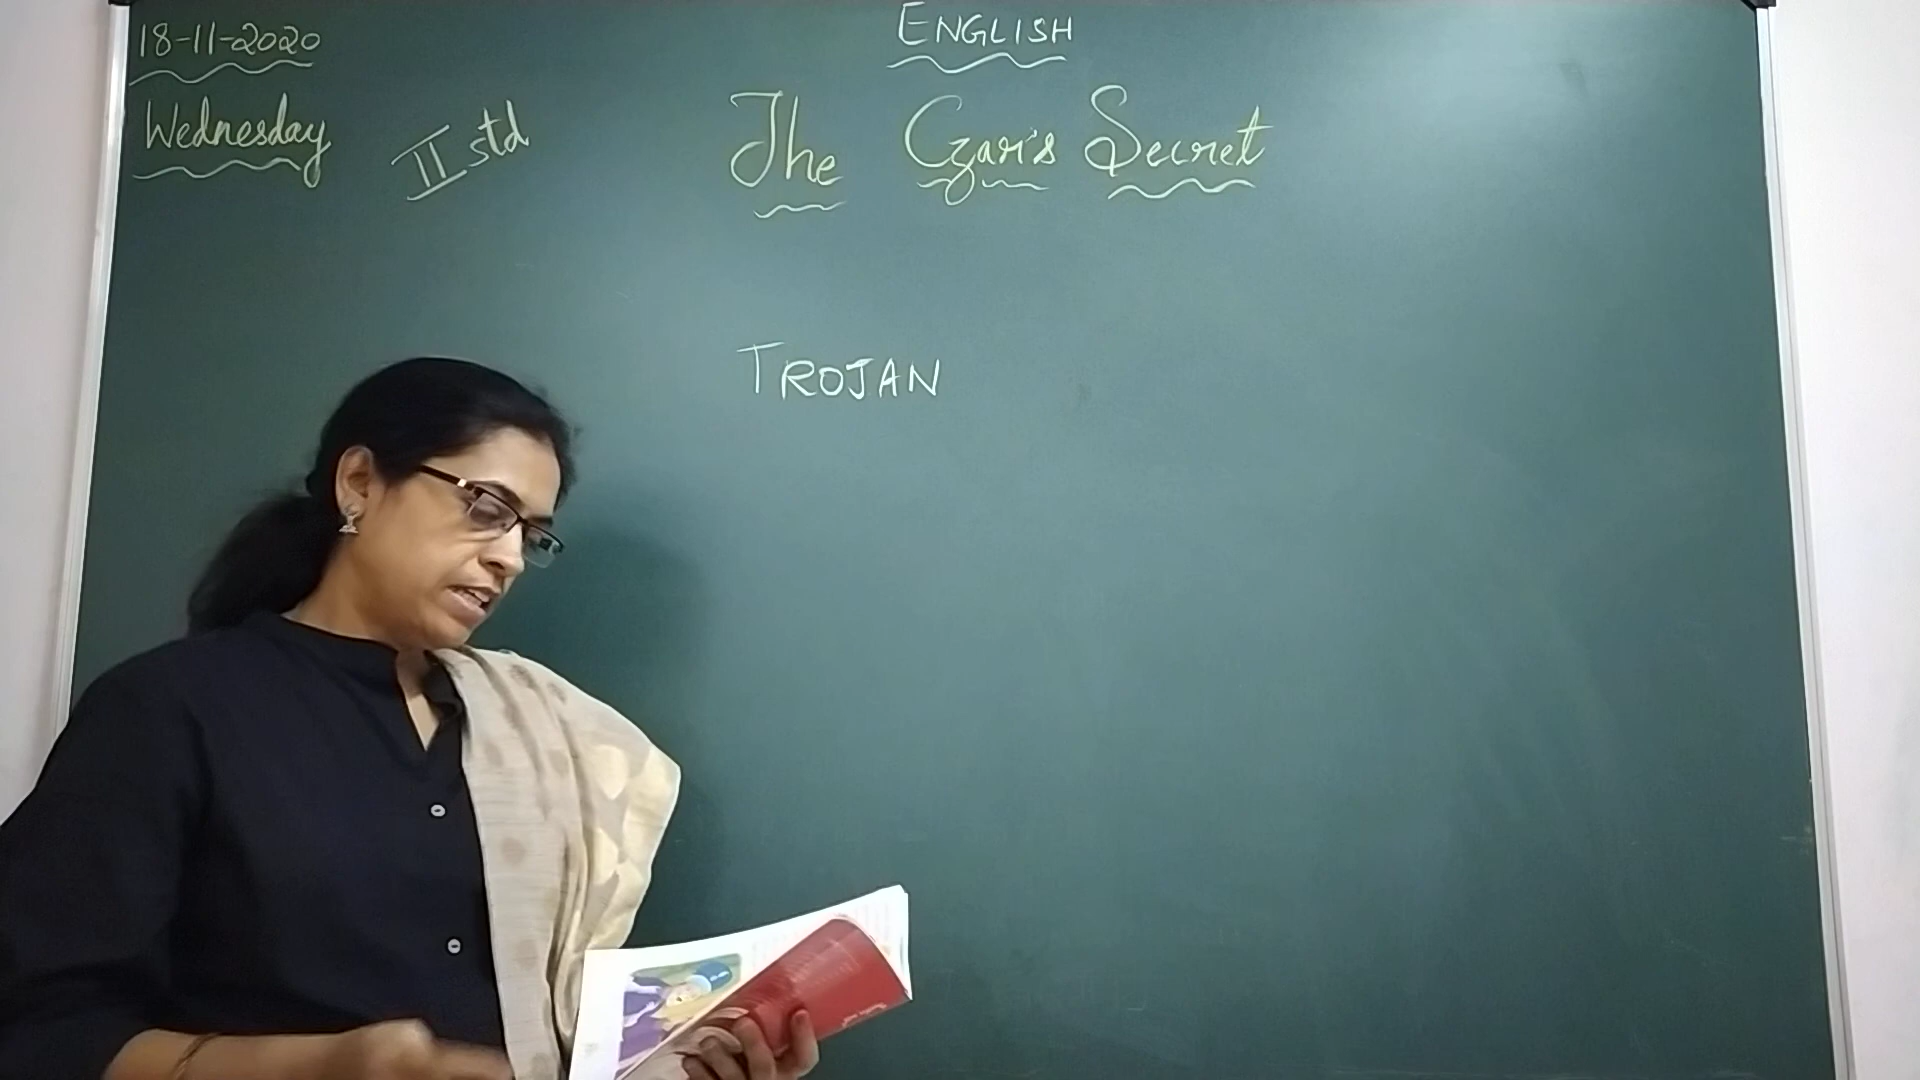 18-11-2020
ENGLISH
Wednesday
II std
The Czar's Secret
TROJAN